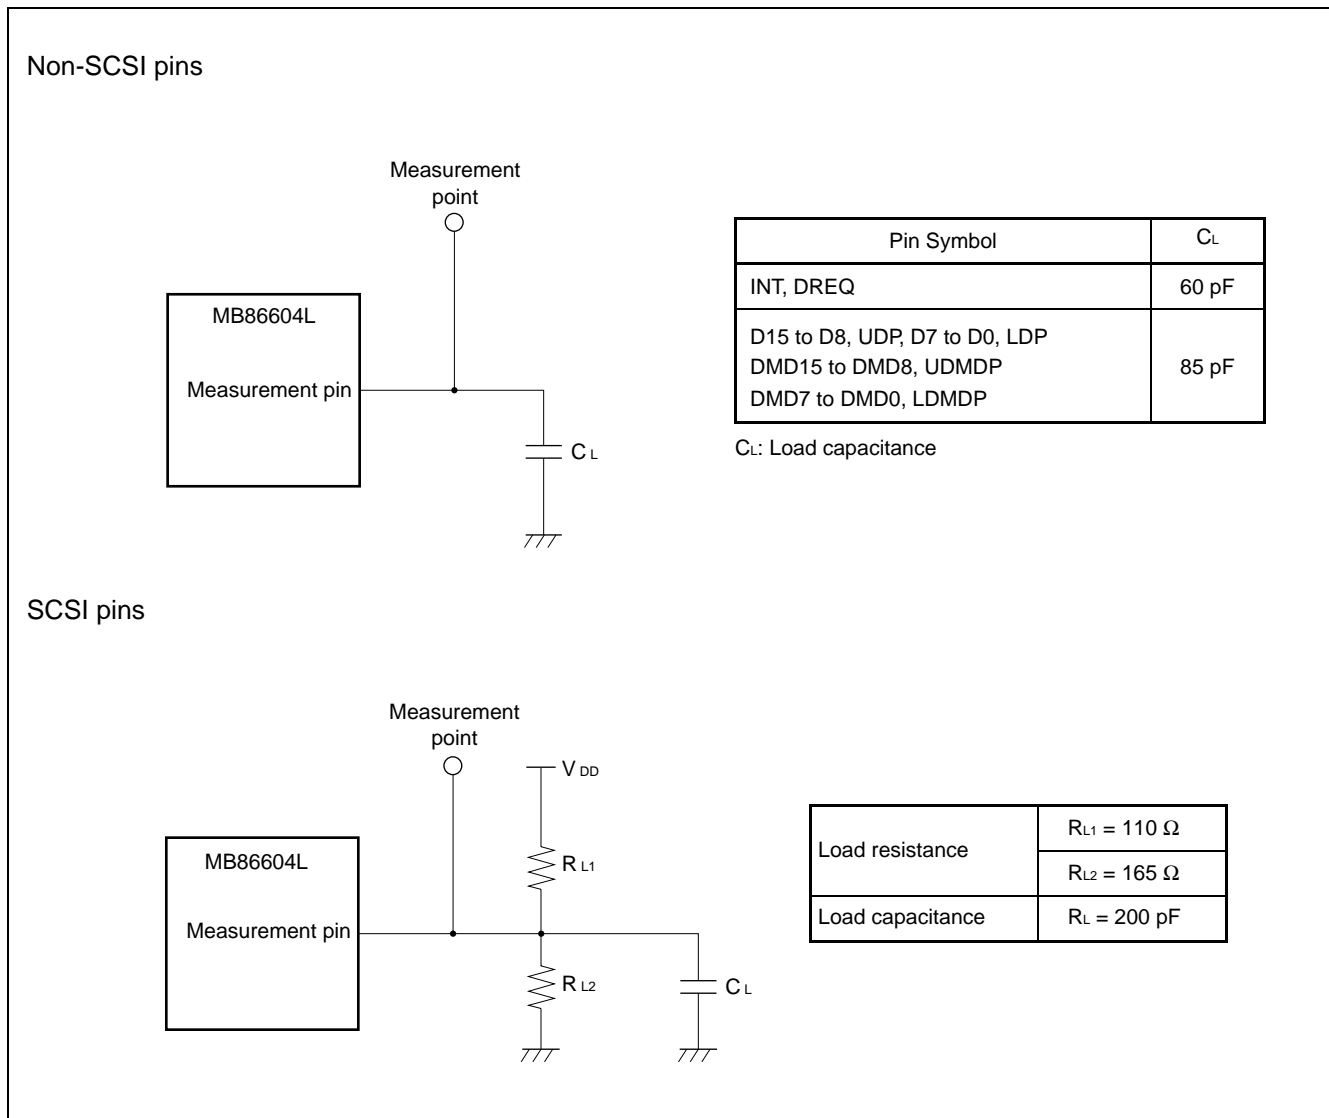 Non-SCSI pins
Measurement
point
MB86604L
Measurement pin
CL
Pin Symbol CL
INT, DREQ 60 pF
D15 to D8, UDP, D7 to D0, LDP
DMD15 to DMD8, UDMDP
DMD7 to DMD0, LDMDP
85 pF
CL: Load capacitance
SCSI pins
Measurement
point
VDD
MB86604L
RL1
Measurement pin
RL2
CL
Load resistance
RL1 = 110 Ω
RL2 = 165 Ω
Load capacitance RL = 200 pF